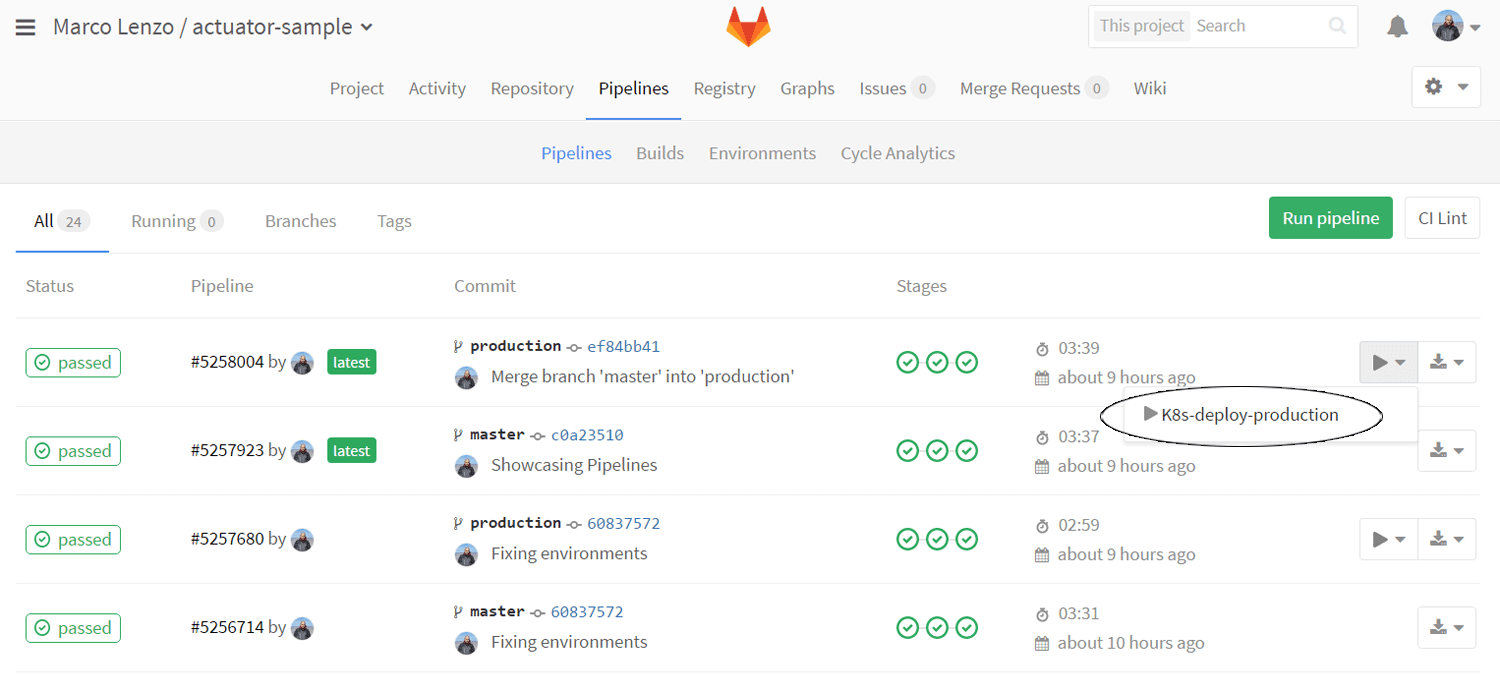 Marco Lenzo / actuator-sample
This project Search
Project Activity Repository Pipelines Registry Graphs Issues 0 Merge Requests 0 Wiki
Pipelines Builds Environments Cycle Analytics
All 24 Running 0 Branches Tags
Run pipeline CI Lint
Status Pipeline Commit Stages
passed #5258004 by latest production ef84bb41 03:39
Merge branch 'master' into 'production' about 9 hours ago
K8s-deploy-production
passed #5257923 by latest master c0a23510 03:37
Showcasing Pipelines about 9 hours ago
passed #5257680 by production 60837572 02:59
Fixing environments about 9 hours ago
passed #5256714 by master 60837572 03:31
Fixing environments about 10 hours ago